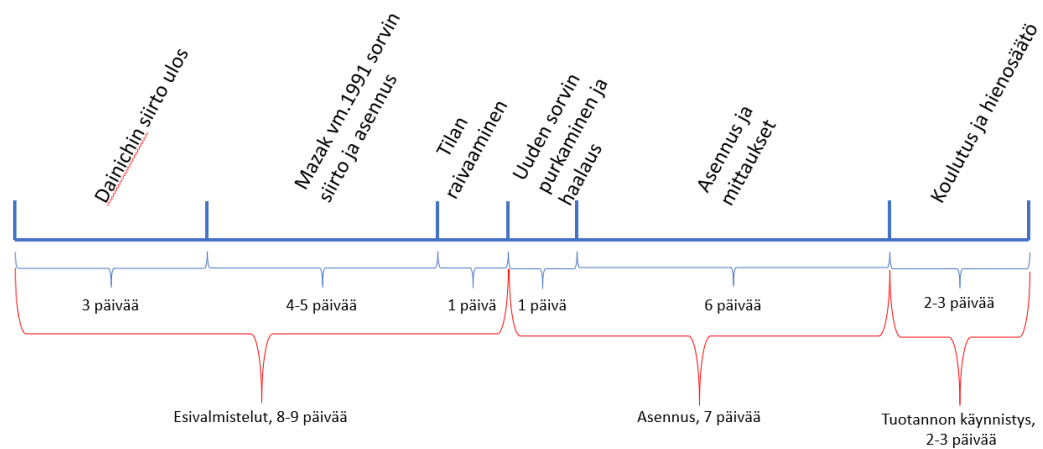 Dainichin siirto ulos
Mazak vm.1991 sorvin
siirto ja asennus
Tilan
raivaaminen
Uuden sorvin
purkaminen ja
haalaus
Asennus ja
mittaukset
Koulutus ja hienosäätö
3 päivää
4-5 päivää
1 päivä
1 päivä
6 päivää
2-3 päivää
Esivalmistelut, 8-9 päivää
Asennus, 7 päivää
Tuotannon käynnistys,
2-3 päivää